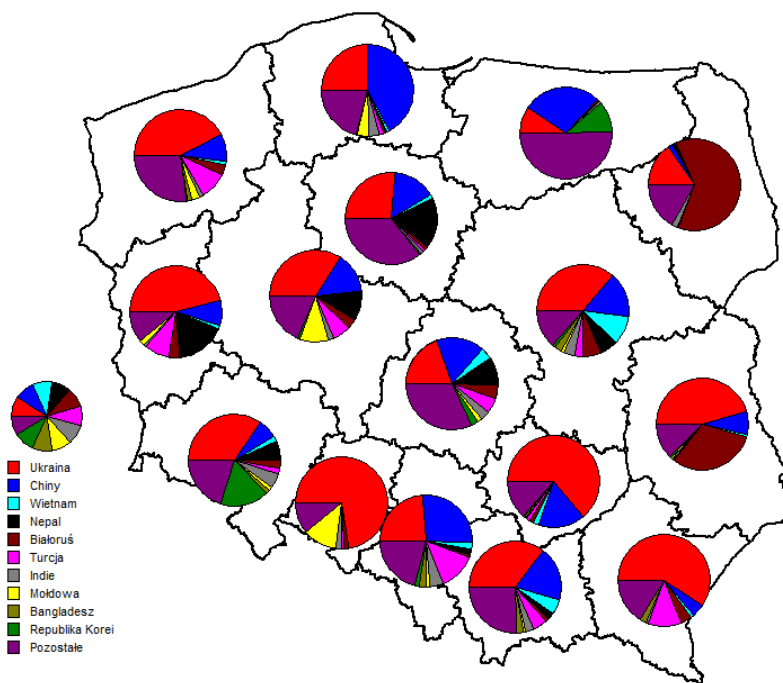 Ukraina
Chiny
Wietnam
Nepal
Białoruś
Turcja
Indie
Mołdowa
Bangladesz
Republika Korei
Pozostałe